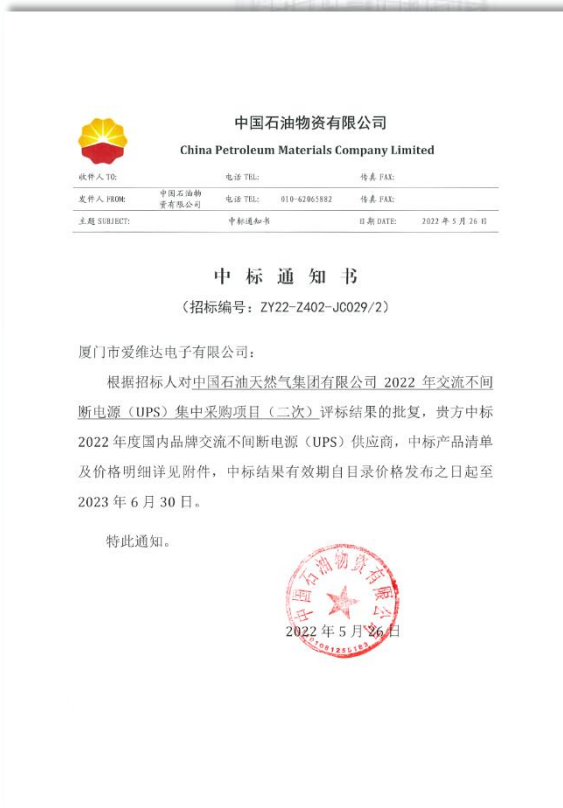 中国石油物资有限公司
China Petroleum Materials Company Limited
收件人 TO: 电话 TEL: 传真 FAX:
发件人 FROM: 中国石油物资有限公司 电话 TEL: 010-62065882 传真 FAX:
主题 SUBJECT: 中标通知书 日期 DATE: 2022 年 5 月 26 日
中标通知书
（招标编号：ZY22-Z402-JC029/2）
厦门市爱维达电子有限公司：
根据招标人对中国石油天然气集团有限公司 2022 年交流不间
断电源（UPS）集中采购项目（二次）评标结果的批复，贵方中标
2022 年度国内品牌交流不间断电源（UPS）供应商，中标产品清单
及价格明细详见附件，中标结果有效期自目录价格发布之日起至
2023 年 6 月 30 日。
特此通知。
中国石油物资有限公司
2022 年 5 月 26 日